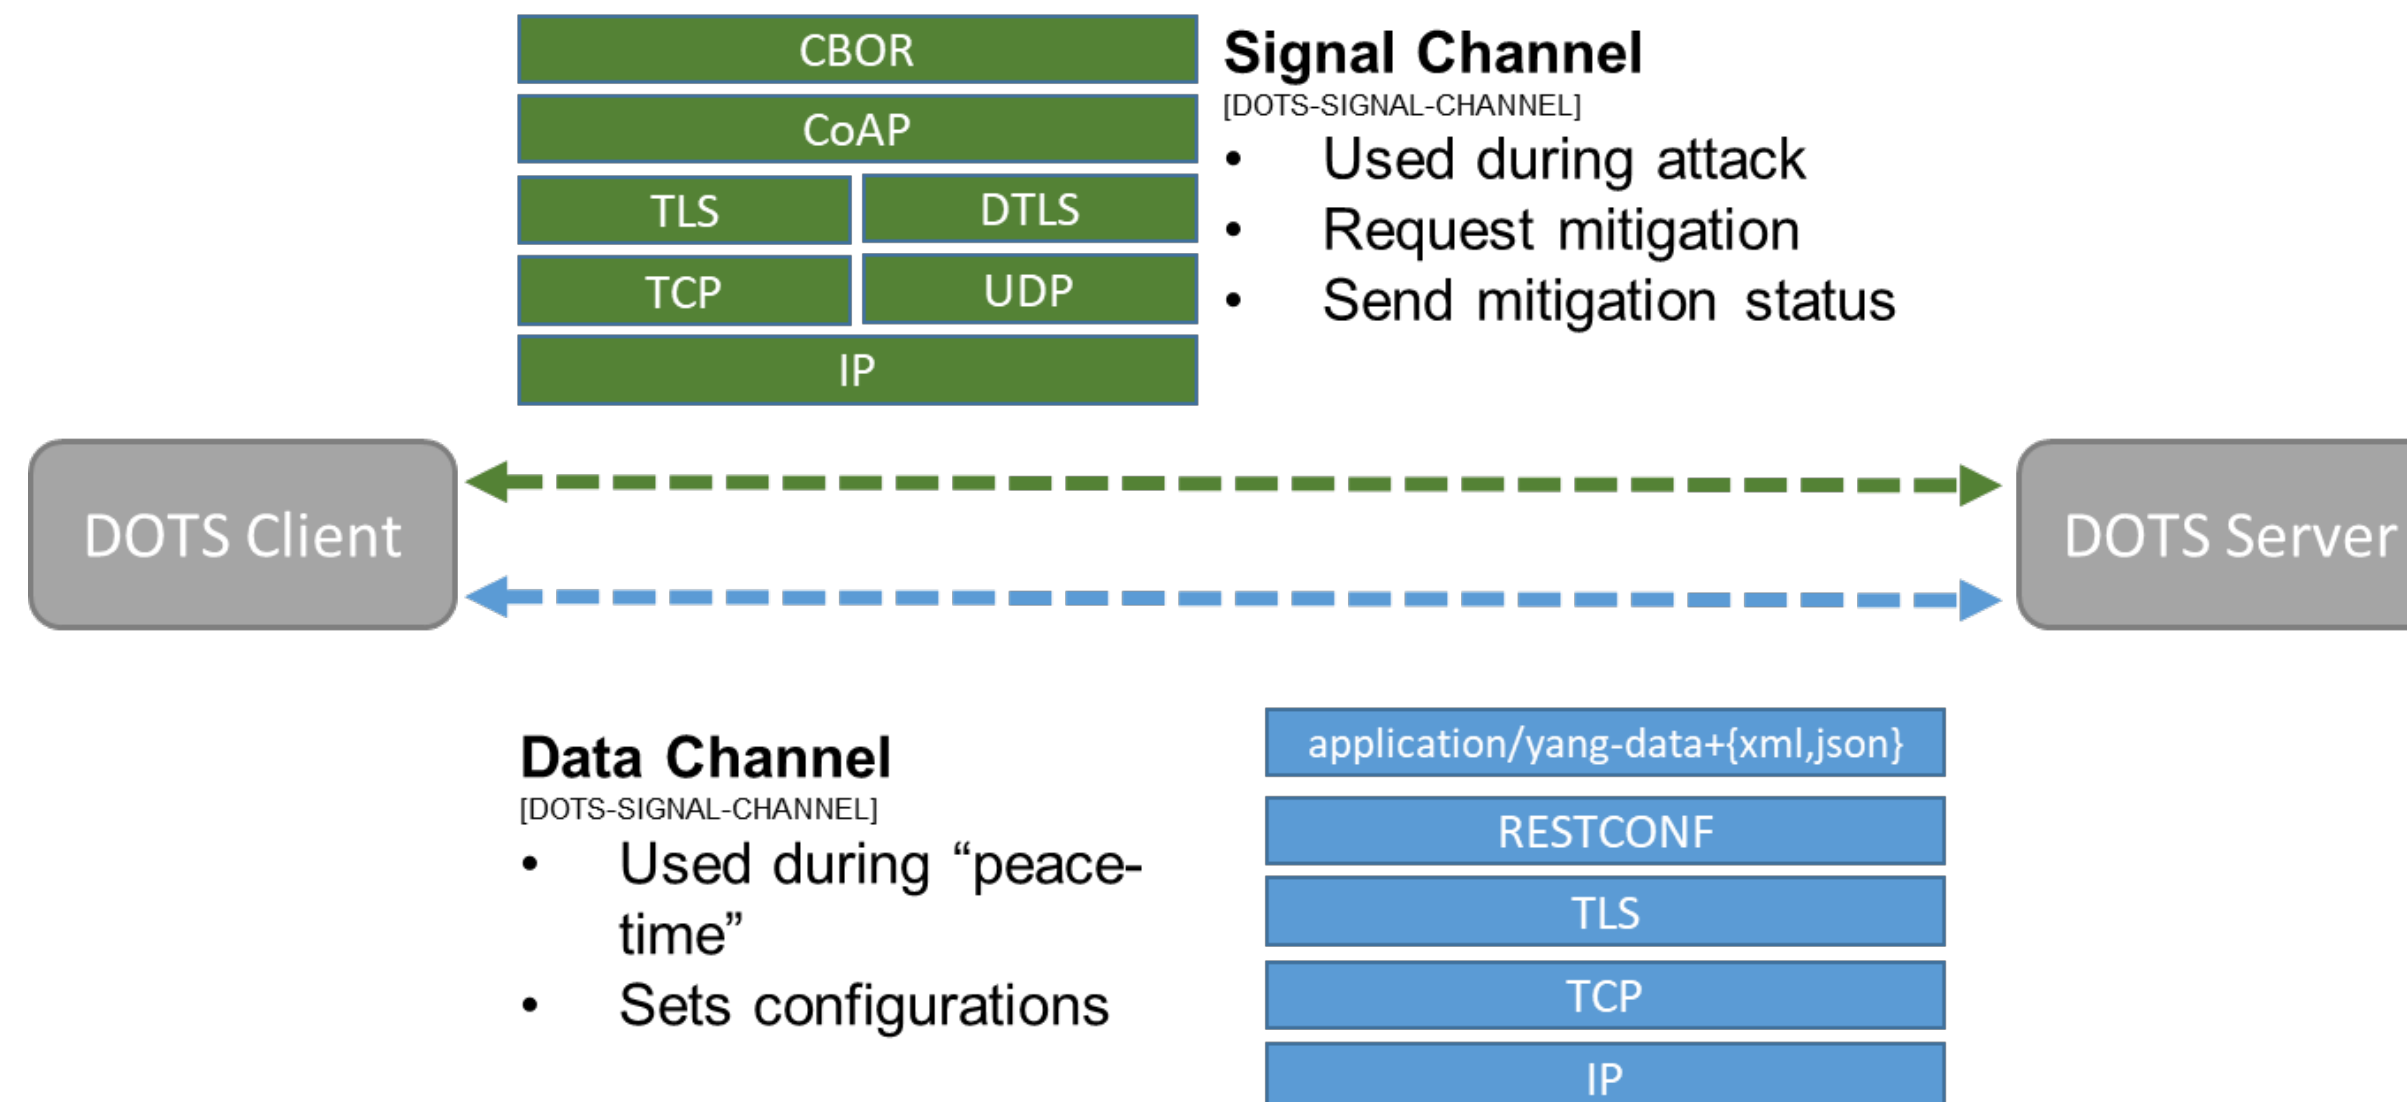 CBOR
CoAP
TLS
DTLS
TCP
UDP
IP
Signal Channel
[DOTS-SIGNAL-CHANNEL]
• Used during attack
• Request mitigation
• Send mitigation status
DOTS Client
DOTS Server
Data Channel
[DOTS-SIGNAL-CHANNEL]
• Used during “peace-
time”
• Sets configurations
application/yang-data+{xml,json}
RESTCONF
TLS
TCP
IP